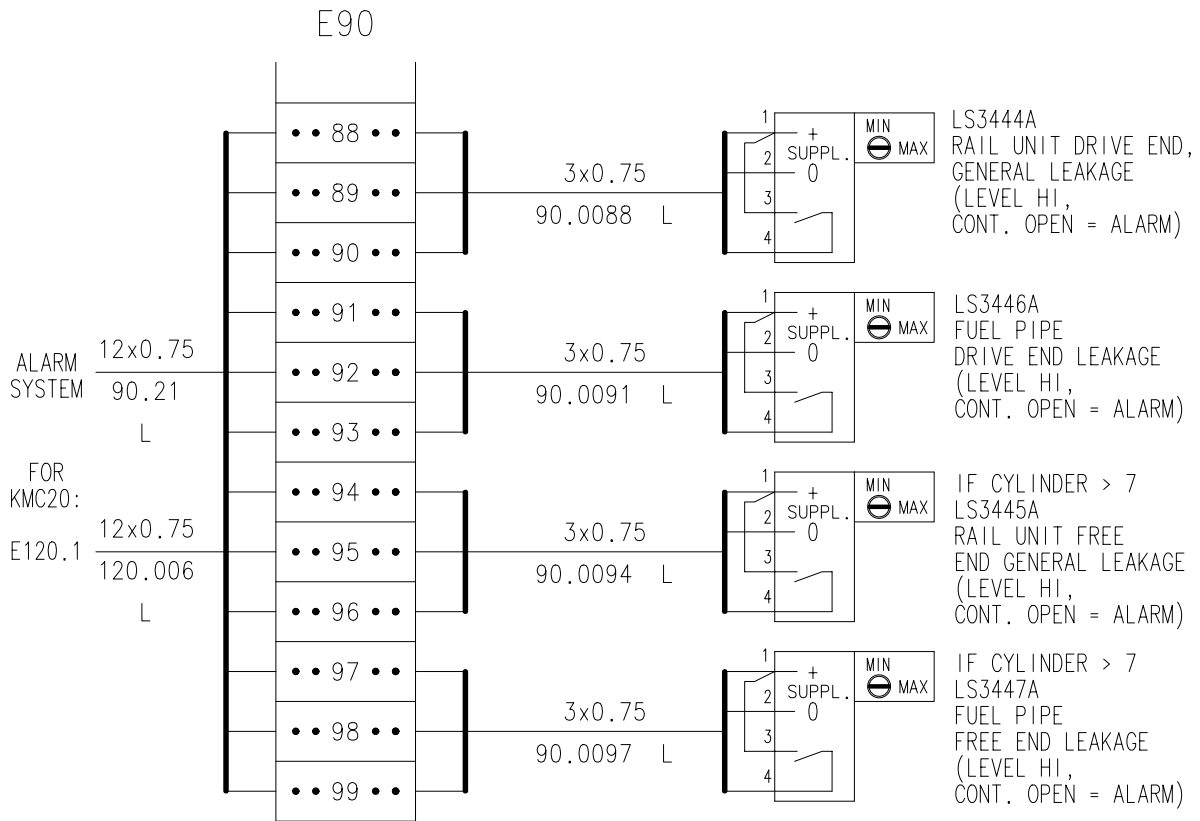 E90
88
89
90
91
92
93
94
95
96
97
98
99
ALARM
SYSTEM
12x0.75
90.21
L
FOR
KMC20:
E120.1
12x0.75
120.006
L
3x0.75
90.0088 L
1
2
3
4
+
SUPPL.
0
MIN
MAX
LS3444A
RAIL UNIT DRIVE END,
GENERAL LEAKAGE
(LEVEL HI,
CONT. OPEN = ALARM)
3x0.75
90.0091 L
1
2
3
4
+
SUPPL.
0
MIN
MAX
LS3446A
FUEL PIPE
DRIVE END LEAKAGE
(LEVEL HI,
CONT. OPEN = ALARM)
3x0.75
90.0094 L
1
2
3
4
+
SUPPL.
0
MIN
MAX
IF CYLINDER > 7
LS3445A
RAIL UNIT FREE
END GENERAL LEAKAGE
(LEVEL HI,
CONT. OPEN = ALARM)
3x0.75
90.0097 L
1
2
3
4
+
SUPPL.
0
MIN
MAX
IF CYLINDER > 7
LS3447A
FUEL PIPE
FREE END LEAKAGE
(LEVEL HI,
CONT. OPEN = ALARM)